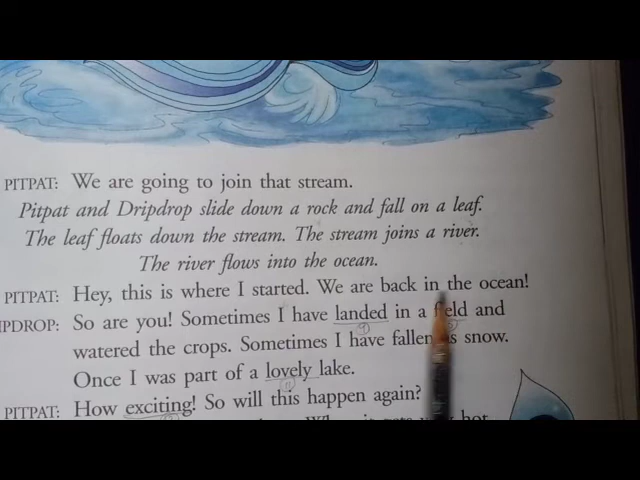 PITPAT: We are going to join that stream.
Pitpat and Dripdrop slide down a rock and fall on a leaf.
The leaf floats down the stream. The stream joins a river.
The river flows into the ocean.
PITPAT: Hey, this is where I started. We are back in the ocean!
IPDROP: So are you! Sometimes I have landed in a field and
watered the crops. Sometimes I have fallen as snow.
Once I was part of a lovely lake.
PITPAT: How exciting! So will this happen again?
hot